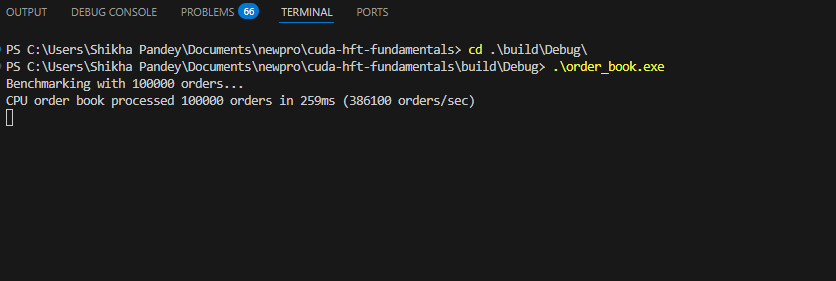 OUTPUT DEBUG CONSOLE PROBLEMS 66 TERMINAL PORTS
PS C:\Users\Shikha Pandey\Documents\newpro\cuda-hft-fundamentals> cd .\build\Debug\
PS C:\Users\Shikha Pandey\Documents\newpro\cuda-hft-fundamentals\build\Debug> .\order_book.exe
Benchmarking with 100000 orders...
CPU order book processed 100000 orders in 259ms (386100 orders/sec)